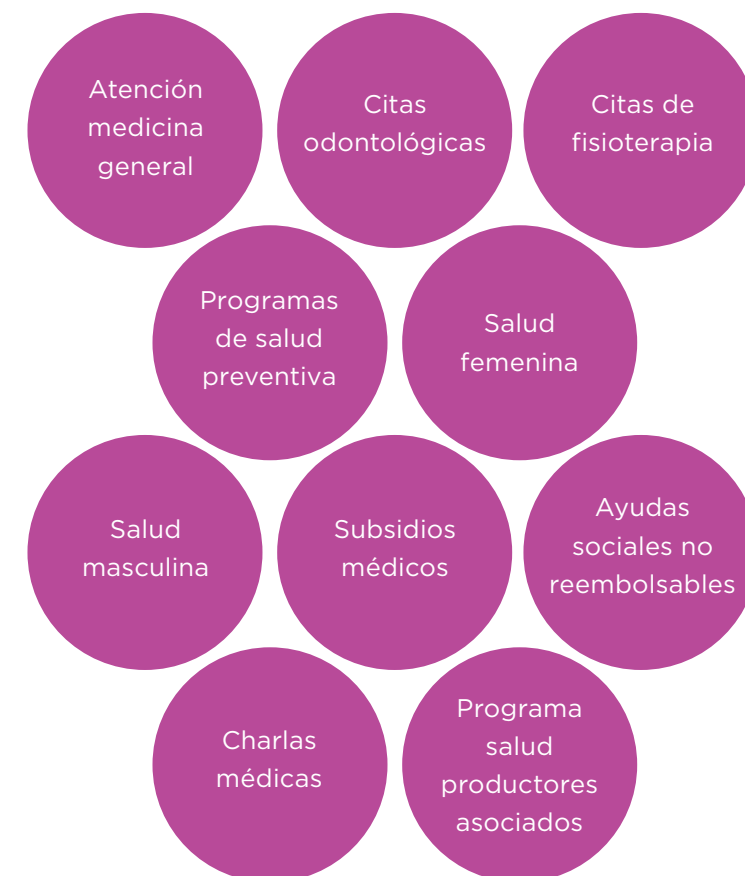 Atención
medicina
general
Citas
odontológicas
Citas de
fisioterapia
Programas
de salud
preventiva
Salud
femenina
Salud
masculina
Subsidios
médicos
Ayudas
sociales no
reembolsables
Charlas
médicas
Programa
salud
productores
asociados